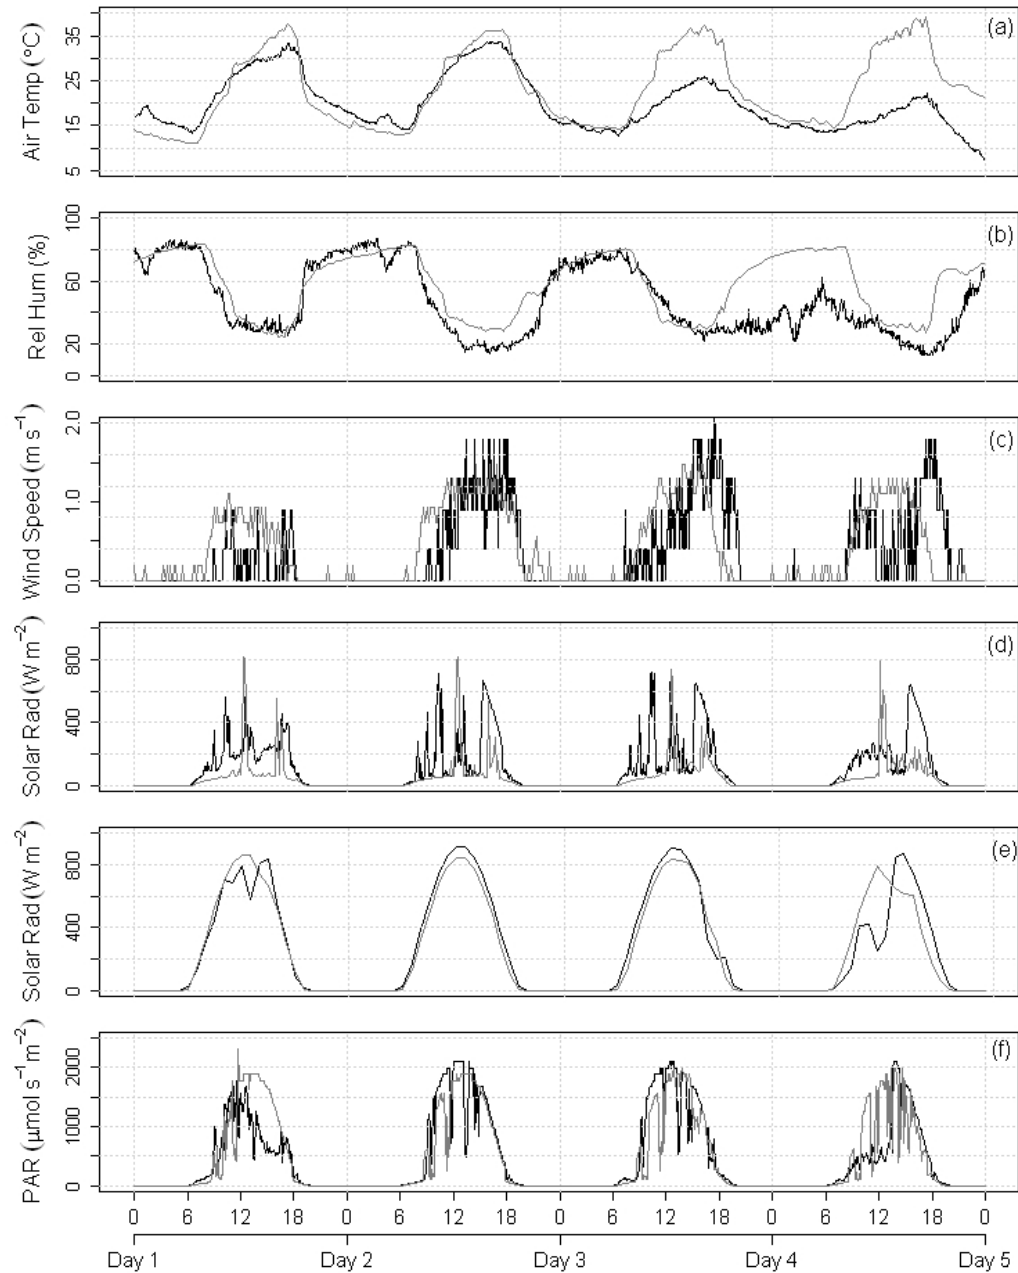 (a)
Air Temp (°C)
35
25
15
5
(b)
Rel Hum (%)
100
60
20
0
(c)
Wind Speed (m s⁻¹)
2.0
1.0
0.0
(d)
Solar Rad (W m⁻²)
800
400
0
(e)
Solar Rad (W m⁻²)
800
400
0
(f)
PAR (µmol s⁻¹m⁻²)
2000
1000
0
0 6 12 18 0 6 12 18 0 6 12 18 0 6 12 18 0
Day 1 Day 2 Day 3 Day 4 Day 5